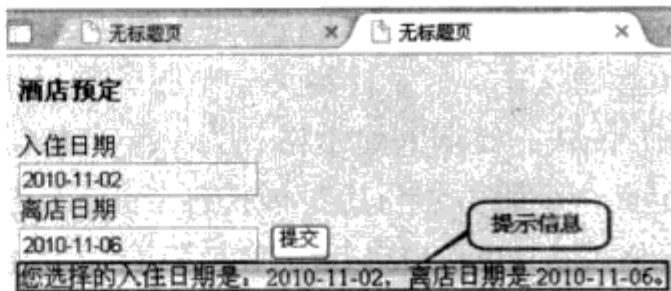 无标题页 × 无标题页 ×
酒店预定
入住日期
2010-11-02
离店日期
2010-11-06 提交
提示信息
您选择的入住日期是：2010-11-02，离店日期是2010-11-06。